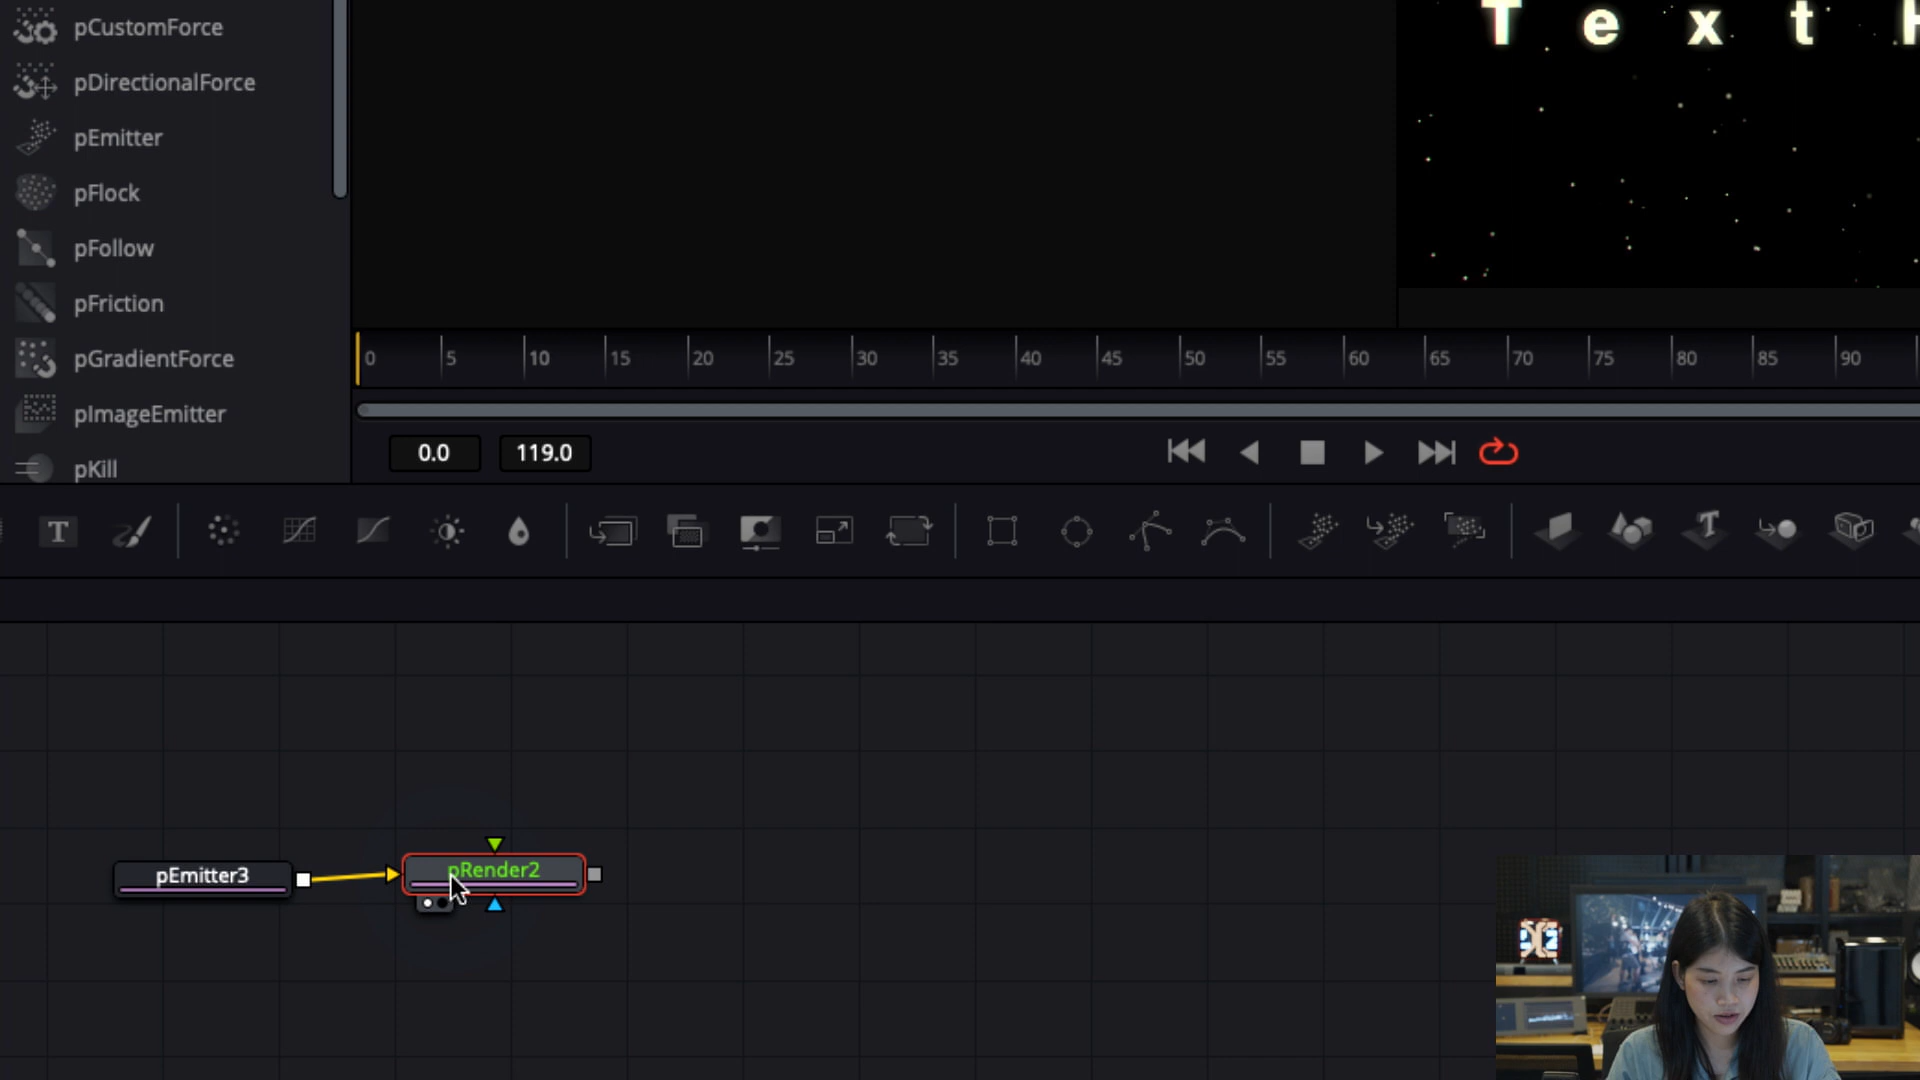 pCustomForce
pDirectionalForce
pEmitter
pFlock
pFollow
pFriction
pGradientForce
pImageEmitter
pKill
T e x t
0 5 10 15 20 25 30 35 40 45 50 55 60 65 70 75 80 85 90
0.0 119.0
T
T
pEmitter3
pRender2